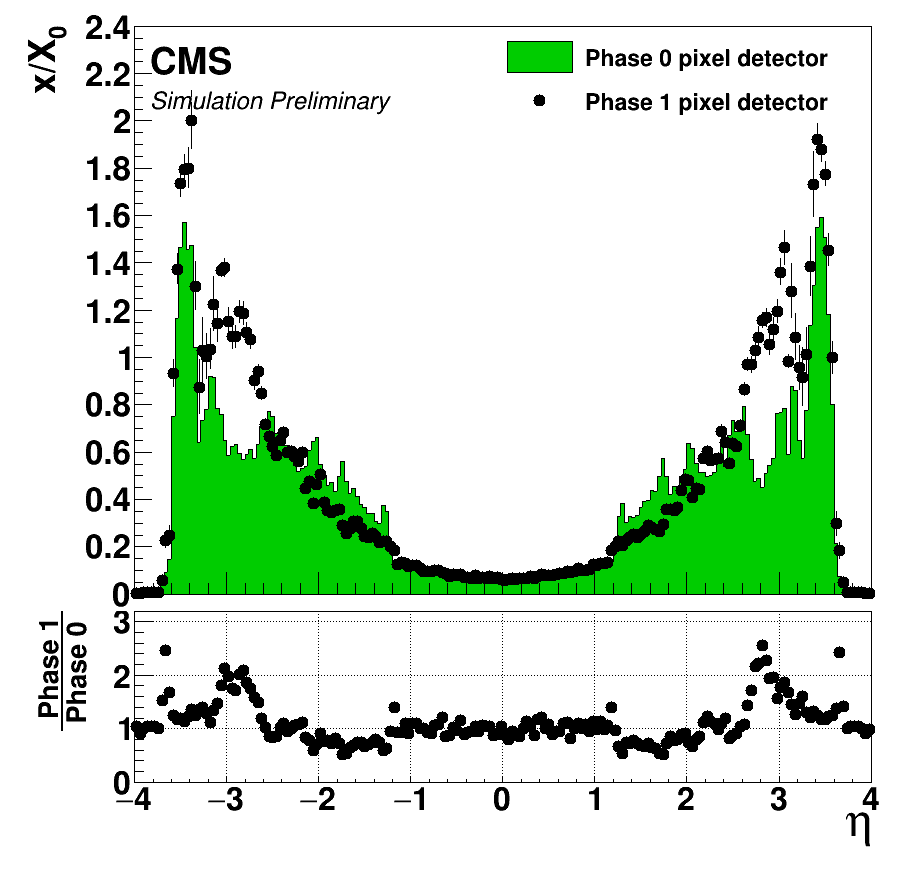 x/X0
CMS
Simulation Preliminary
Phase 0 pixel detector
Phase 1 pixel detector
2.4
2.2
2
1.8
1.6
1.4
1.2
1
0.8
0.6
0.4
0.2
0
Phase 1
Phase 0
3
2
1
0
−4 −3 −2 −1 0 1 2 3 4
η